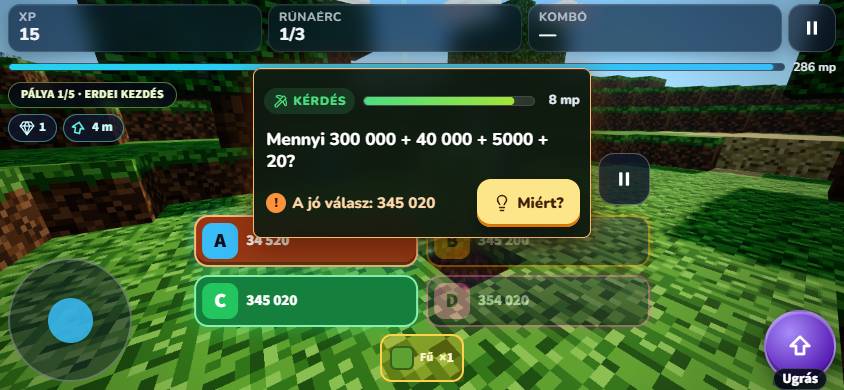 XP
15
RÚNAÉRC
1/3
KOMBÓ
—
286 mp
PÁLYA 1/5 · ERDEI KEZDÉS
1
4 m
KÉRDÉS
8 mp
Mennyi 300 000 + 40 000 + 5000 +
20?
! A jó válasz: 345 020
Miért?
A 34 520
B 345 200
C 345 020
D 354 020
Fű ×1
Ugrás